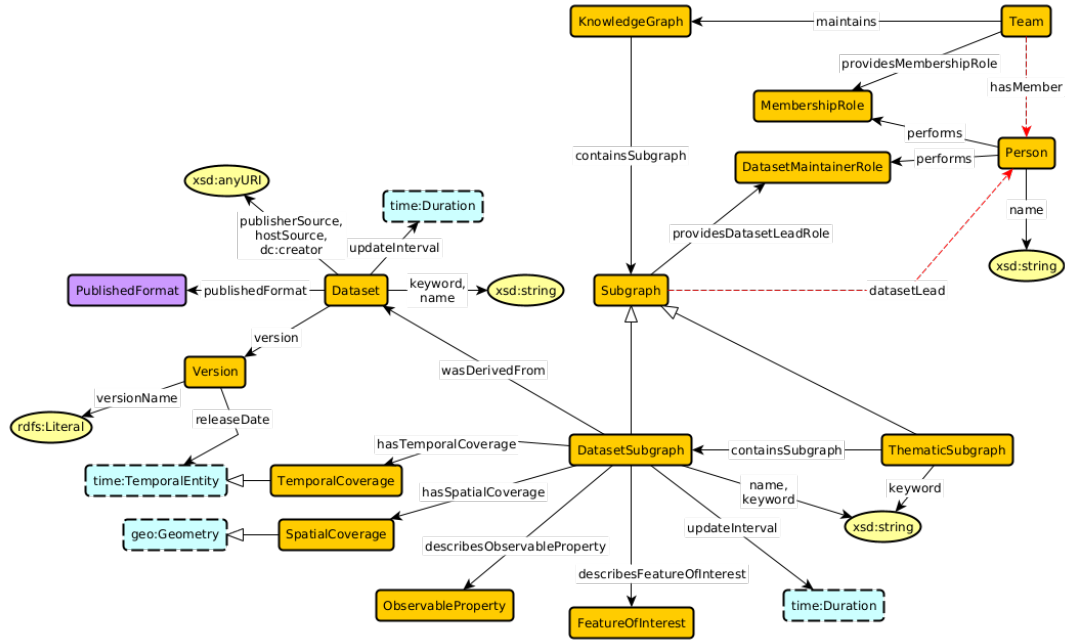 KnowledgeGraph
maintains
Team
providesMembershipRole
hasMember
MembershipRole
performs
Person
containsSubgraph
DatasetMaintainerRole
performs
xsd:anyURI
time:Duration
name
publisherSource,
hostSource,
dc:creator
updateInterval
providesDatasetLeadRole
xsd:string
PublishedFormat
publishedFormat
Dataset
keyword,
name
xsd:string
Subgraph
datasetLead
version
Version
wasDerivedFrom
versionName
rdfs:Literal
releaseDate
hasTemporalCoverage
DatasetSubgraph
containsSubgraph
ThematicSubgraph
time:TemporalEntity
TemporalCoverage
hasSpatialCoverage
name,
keyword
keyword
geo:Geometry
SpatialCoverage
updateInterval
xsd:string
describesObservableProperty
describesFeatureOfInterest
ObservableProperty
FeatureOfInterest
time:Duration